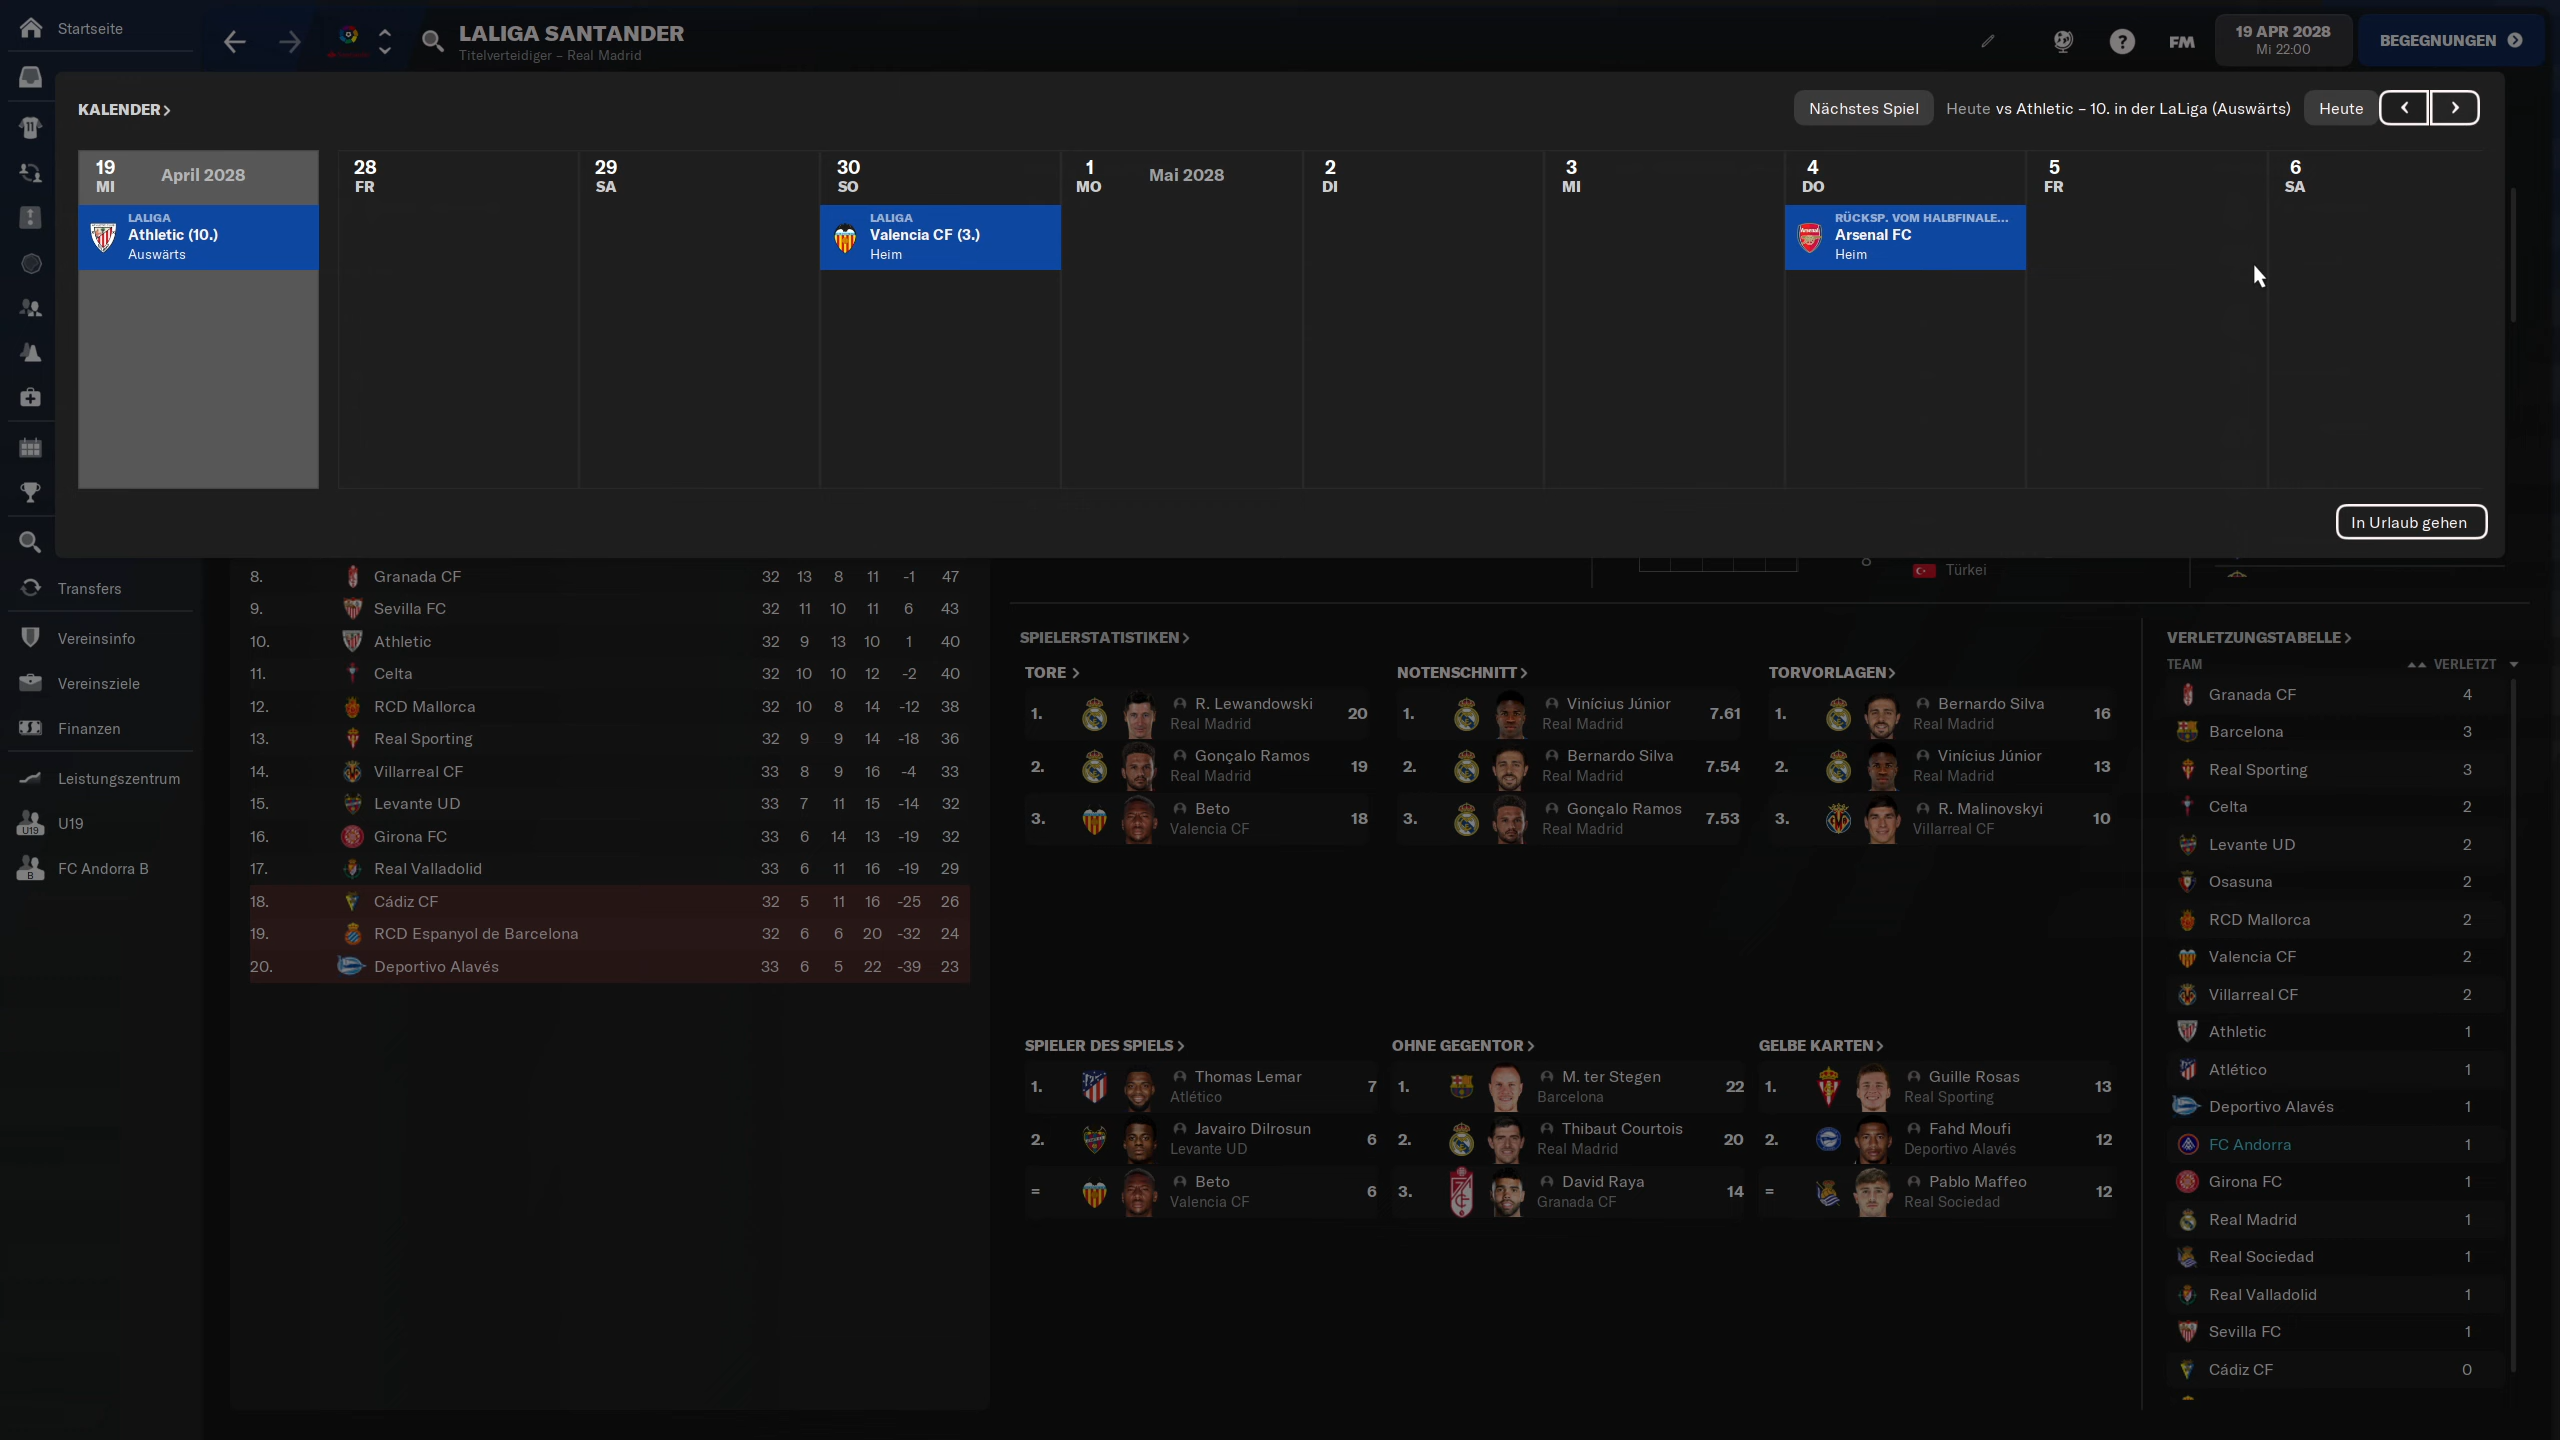 Startseite
LALIGA SANTANDER
Titelverteidiger – Real Madrid
FM
19 APR 2028
Mi 22:00
BEGEGNUNGEN
KALENDER
Nächstes Spiel
Heute vs Athletic – 10. in der LaLiga (Auswärts)
Heute
19 MI April 2028
28 FR
29 SA
30 SO
1 MO Mai 2028
2 DI
3 MI
4 DO
5 FR
6 SA
LALIGA
Athletic (10.)
Auswärts
LALIGA
Valencia CF (3.)
Heim
RÜCKSP. VOM HALBFINALE...
Arsenal FC
Heim
In Urlaub gehen
Transfers
Vereinsinfo
Vereinsziele
Finanzen
Leistungszentrum
U19 U19
B FC Andorra B
8. Granada CF 32 13 8 11 -1 47
9. Sevilla FC 32 11 10 11 6 43
10. Athletic 32 9 13 10 1 40
11. Celta 32 10 10 12 -2 40
12. RCD Mallorca 32 10 8 14 -12 38
13. Real Sporting 32 9 9 14 -18 36
14. Villarreal CF 33 8 9 16 -4 33
15. Levante UD 33 7 11 15 -14 32
16. Girona FC 33 6 14 13 -19 32
17. Real Valladolid 33 6 11 16 -19 29
18. Cádiz CF 32 5 11 16 -25 26
19. RCD Espanyol de Barcelona 32 6 6 20 -32 24
20. Deportivo Alavés 33 6 5 22 -39 23
Türkei
SPIELERSTATISTIKEN
TORE
1. R. Lewandowski 20
Real Madrid
2. Gonçalo Ramos 19
Real Madrid
3. Beto 18
Valencia CF
NOTENSCHNITT
1. Vinícius Júnior 7.61
Real Madrid
2. Bernardo Silva 7.54
Real Madrid
3. Gonçalo Ramos 7.53
Real Madrid
TORVORLAGEN
1. Bernardo Silva 16
Real Madrid
2. Vinícius Júnior 13
Real Madrid
3. R. Malinovskyi 10
Villarreal CF
SPIELER DES SPIELS
1. Thomas Lemar 7
Atlético
2. Javairo Dilrosun 6
Levante UD
= Beto 6
Valencia CF
OHNE GEGENTOR
1. M. ter Stegen 22
Barcelona
2. Thibaut Courtois 20
Real Madrid
3. David Raya 14
Granada CF
GELBE KARTEN
1. Guille Rosas 13
Real Sporting
2. Fahd Moufi 12
Deportivo Alavés
= Pablo Maffeo 12
Real Sociedad
VERLETZUNGSTABELLE
TEAM VERLETZT
Granada CF 4
Barcelona 3
Real Sporting 3
Celta 2
Levante UD 2
Osasuna 2
RCD Mallorca 2
Valencia CF 2
Villarreal CF 2
Athletic 1
Atlético 1
Deportivo Alavés 1
FC Andorra 1
Girona FC 1
Real Madrid 1
Real Sociedad 1
Real Valladolid 1
Sevilla FC 1
Cádiz CF 0